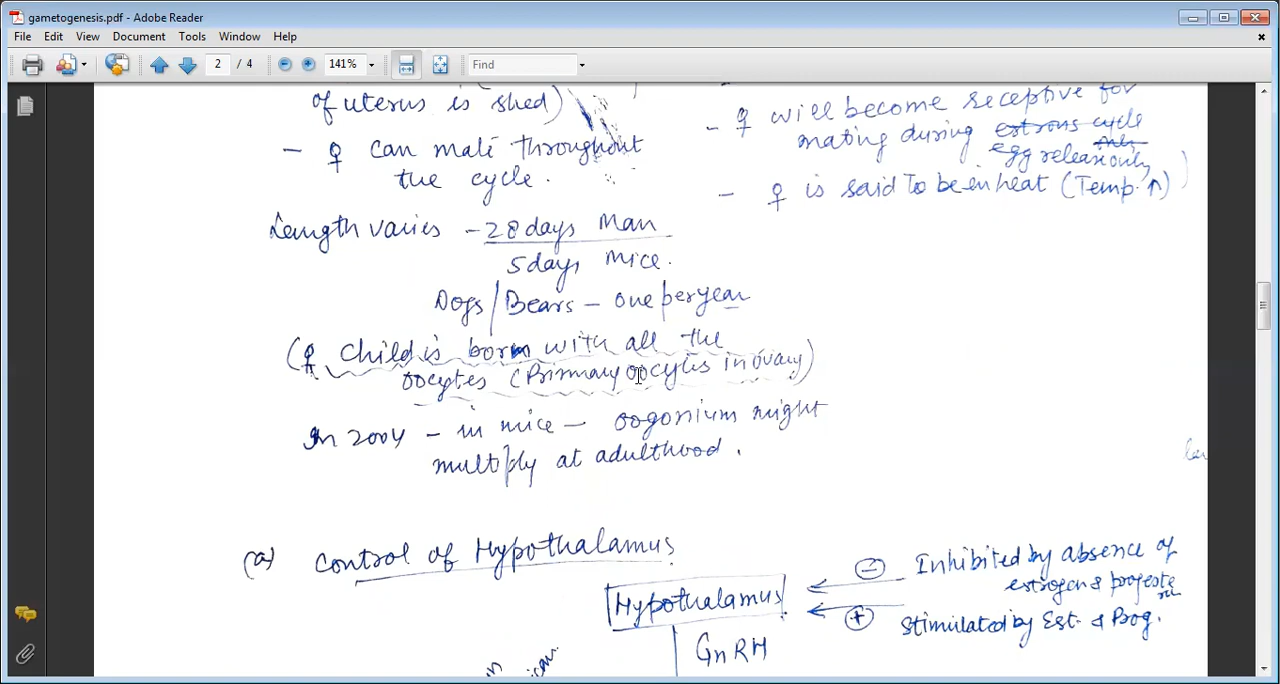 gametogenesis.pdf - Adobe Reader
File Edit View Document Tools Window Help
2 / 4 141% Find
of uterus is shed)
- ♀ can mate throughout
the cycle.
- ♀ will become receptive for
mating during estrous cycle
egg release only
- ♀ is said to be in heat (Temp. ↑)
Length varies - 28 days Man
5 days Mice.
Dogs/Bears - one per year
(♀ Child is born with all the
oocytes (Primary oocytes in ovary)
In 2004 - in mice - oogonium might
multiply at adulthood.
(a) Control of Hypothalamus
Hypothalamus
⊖ Inhibited by absence of
estrogen & progeste
⊕ Stimulated by Est. & Prog.
GnRH